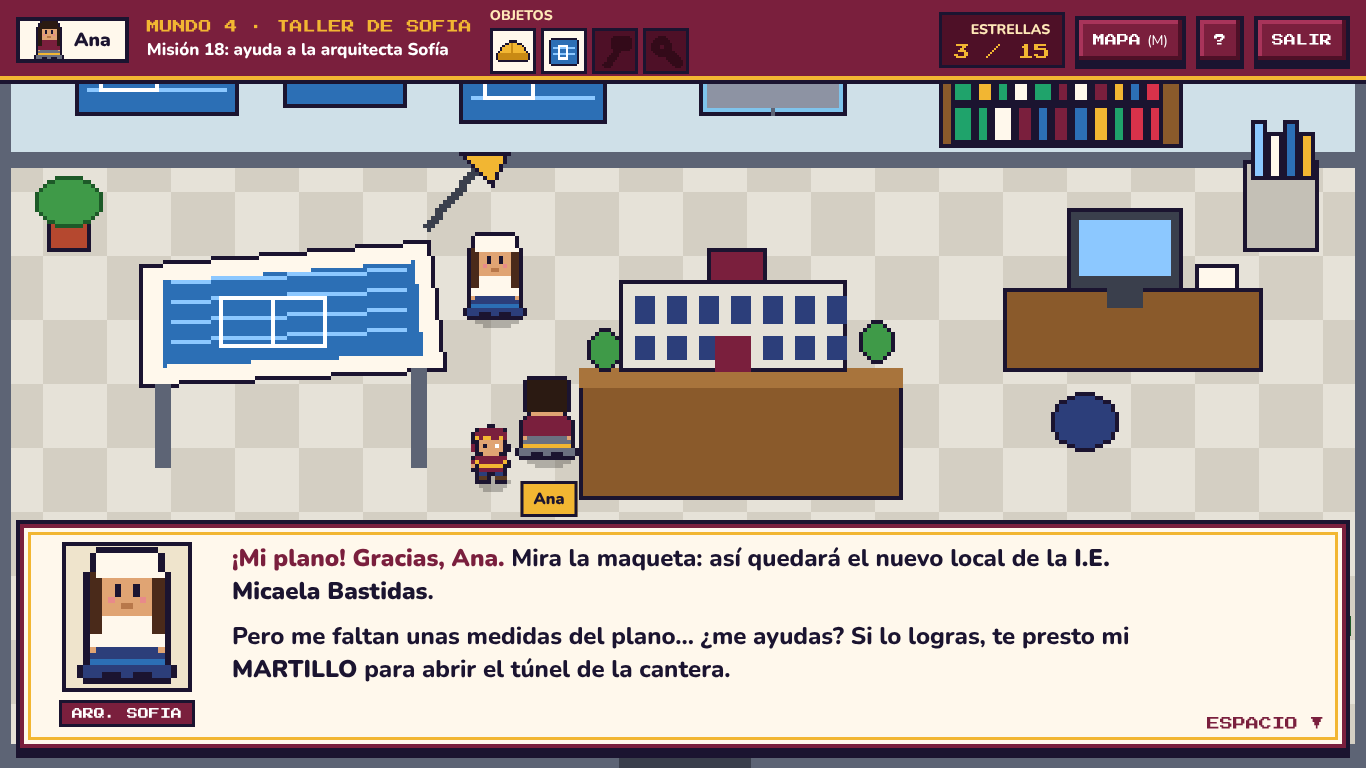 Ana
MUNDO 4 · TALLER DE SOFIA
Misión 18: ayuda a la arquitecta Sofía
OBJETOS
ESTRELLAS
3 / 15
MAPA (M)
?
SALIR
Ana
¡Mi plano! Gracias, Ana. Mira la maqueta: así quedará el nuevo local de la I.E.
Micaela Bastidas.
Pero me faltan unas medidas del plano... ¿me ayudas? Si lo logras, te presto mi
MARTILLO para abrir el túnel de la cantera.
ARQ. SOFIA
ESPACIO ▼